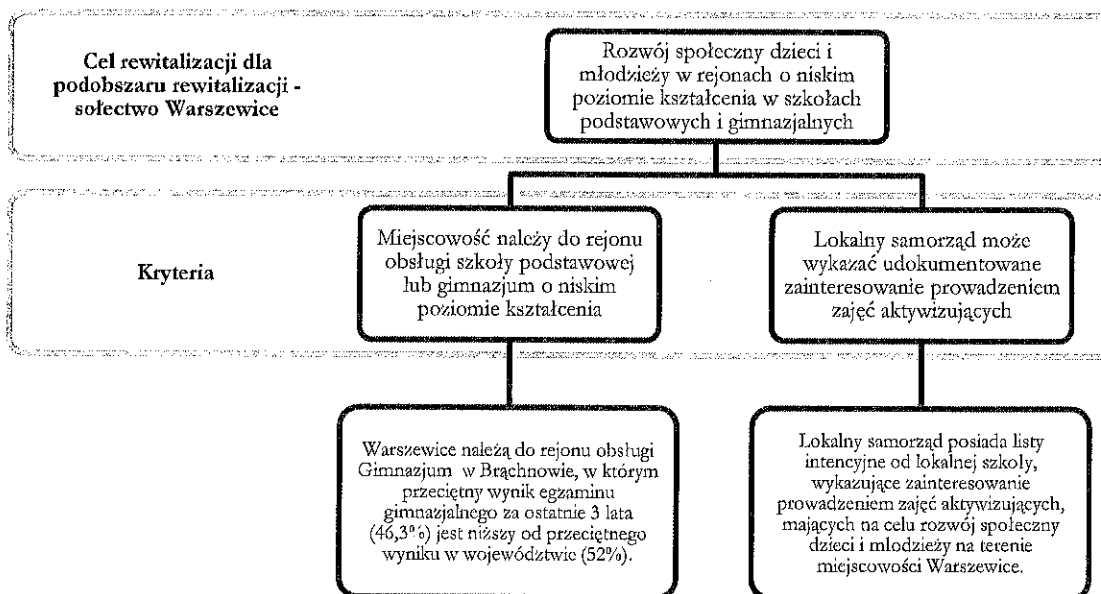 Cel rewitalizacji dla
podobszaru rewitalizacji -
sołectwo Warszewice
Rozwój społeczny dzieci i
młodzieży w rejonach o niskim
poziomie kształcenia w szkołach
podstawowych i gimnazjalnych
Kryteria
Miejscowość należy do rejonu
obsługi szkoły podstawowej
lub gimnazjum o niskim
poziomie kształcenia
Lokalny samorząd może
wykazać udokumentowane
zainteresowanie prowadzeniem
zajęć aktywizujących
Warszewice należą do rejonu obsługi
Gimnazjum w Brąchnowie, w którym
przeciętny wynik egzaminu
gimnazjalnego za ostatnie 3 lata
(46,3%) jest niższy od przeciętnego
wyniku w województwie (52%).
Lokalny samorząd posiada listy
intencyjne od lokalnej szkoły,
wykazujące zainteresowanie
prowadzeniem zajęć aktywizujących,
mających na celu rozwój społeczny
dzieci i młodzieży na terenie
miejscowości Warszewice.